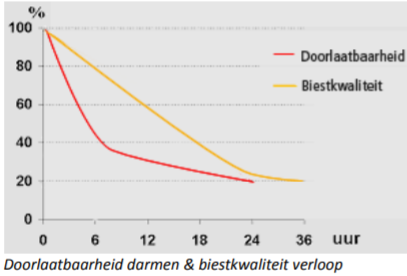 %
100
Doorlaatbaarheid
80
Biestkwaliteit
60
40
20
0
0 6 12 18 24 36 uur
Doorlaatbaarheid darmen & biestkwaliteit verloop